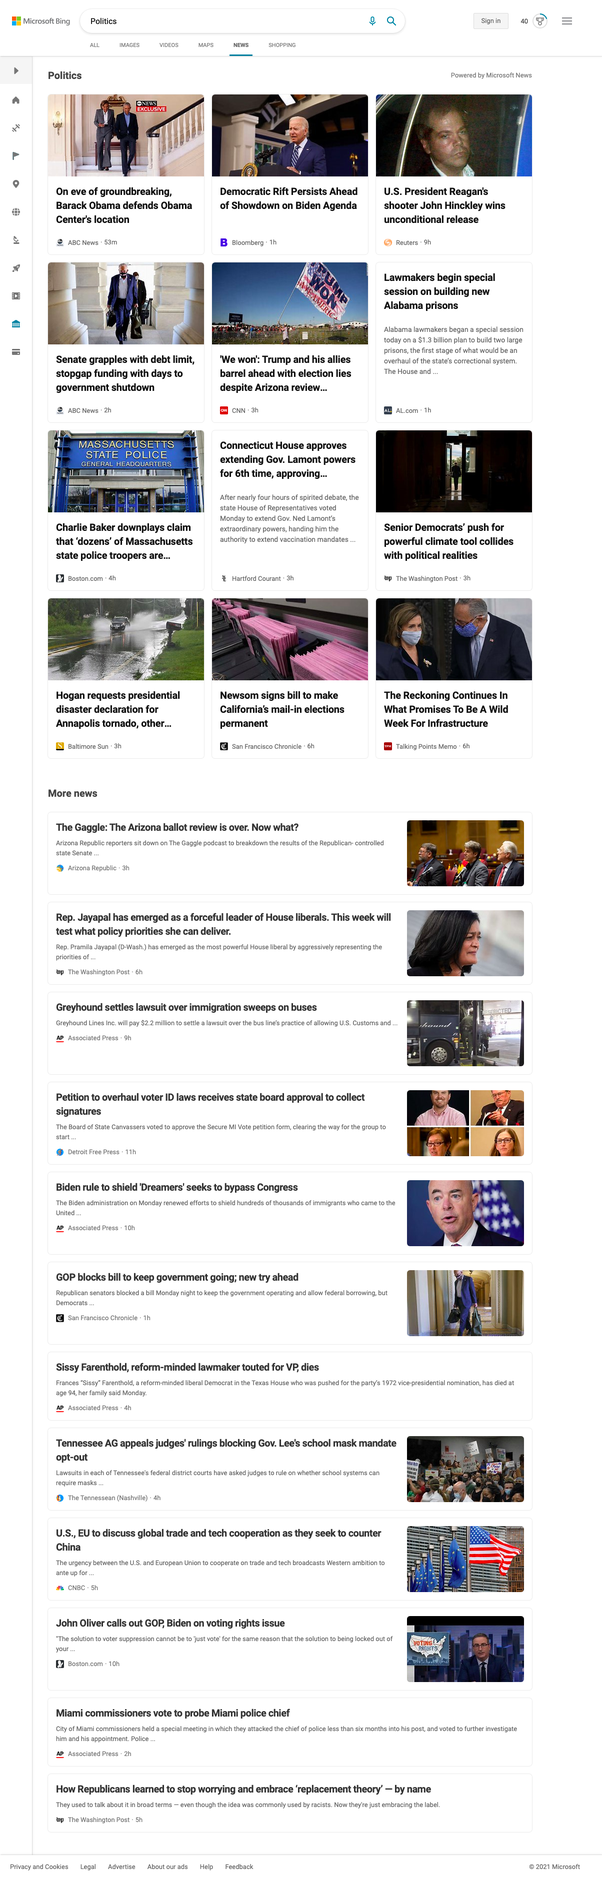 Microsoft Bing
Politics
Sign in
40
ALL
IMAGES
VIDEOS
MAPS
NEWS
SHOPPING
Politics
Powered by Microsoft News
NEWS
EXCLUSIVE
On eve of groundbreaking,
Barack Obama defends Obama
Center's location
ABC News · 53m
Democratic Rift Persists Ahead
of Showdown on Biden Agenda
Bloomberg · 1h
U.S. President Reagan's
shooter John Hinckley wins
unconditional release
Reuters · 9h
Senate grapples with debt limit,
stopgap funding with days to
government shutdown
ABC News · 2h
TRUMP
WON
'We won': Trump and his allies
barrel ahead with election lies
despite Arizona review…
CNN · 3h
Lawmakers begin special
session on building new
Alabama prisons
Alabama lawmakers began a special session
today on a $1.3 billion plan to build two large
prisons, the first stage of what would be an
overhaul of the state's correctional system.
The House and ...
AL.com · 1h
MASSACHUSETTS
STATE POLICE
GENERAL HEADQUARTERS
Charlie Baker downplays claim
that 'dozens' of Massachusetts
state police troopers are…
Boston.com · 4h
Connecticut House approves
extending Gov. Lamont powers
for 6th time, approving…
After nearly four hours of spirited debate, the
state House of Representatives voted
Monday to extend Gov. Ned Lamont's
extraordinary powers, handing him the
authority to extend vaccination mandates ...
Hartford Courant · 3h
Senior Democrats' push for
powerful climate tool collides
with political realities
The Washington Post · 3h
Hogan requests presidential
disaster declaration for
Annapolis tornado, other…
Baltimore Sun · 3h
Newsom signs bill to make
California's mail-in elections
permanent
San Francisco Chronicle · 6h
The Reckoning Continues In
What Promises To Be A Wild
Week For Infrastructure
Talking Points Memo · 6h
More news
The Gaggle: The Arizona ballot review is over. Now what?
Arizona Republic reporters sit down on The Gaggle podcast to breakdown the results of the Republican- controlled
state Senate ...
Arizona Republic · 3h
Rep. Jayapal has emerged as a forceful leader of House liberals. This week will
test what policy priorities she can deliver.
Rep. Pramila Jayapal (D-Wash.) has emerged as the most powerful House liberal by aggressively representing the
priorities of ...
The Washington Post · 6h
Greyhound settles lawsuit over immigration sweeps on buses
Greyhound Lines Inc. will pay $2.2 million to settle a lawsuit over the bus line's practice of allowing U.S. Customs and ...
AP Associated Press · 9h
Petition to overhaul voter ID laws receives state board approval to collect
signatures
The Board of State Canvassers voted to approve the Secure MI Vote petition form, clearing the way for the group to
start ...
Detroit Free Press · 11h
Biden rule to shield 'Dreamers' seeks to bypass Congress
The Biden administration on Monday renewed efforts to shield hundreds of thousands of immigrants who came to the
United ...
AP Associated Press · 10h
GOP blocks bill to keep government going; new try ahead
Republican senators blocked a bill Monday night to keep the government operating and allow federal borrowing, but
Democrats ...
San Francisco Chronicle · 1h
Sissy Farenthold, reform-minded lawmaker touted for VP, dies
Frances "Sissy" Farenthold, a reform-minded liberal Democrat in the Texas House who was pushed for the party's 1972 vice-presidential nomination, has died at
age 94, her family said Monday.
AP Associated Press · 4h
Tennessee AG appeals judges' rulings blocking Gov. Lee's school mask mandate
opt-out
Lawsuits in each of Tennessee's federal district courts have asked judges to rule on whether school systems can
require masks ...
The Tennessean (Nashville) · 4h
U.S., EU to discuss global trade and tech cooperation as they seek to counter
China
The urgency between the U.S. and European Union to cooperate on trade and tech broadcasts Western ambition to
ante up for ...
CNBC · 5h
John Oliver calls out GOP, Biden on voting rights issue
"The solution to voter suppression cannot be to 'just vote' for the same reason that the solution to being locked out of
your ...
Boston.com · 10h
VOTING
RIGHTS
Miami commissioners vote to probe Miami police chief
City of Miami commissioners held a special meeting in which they attacked the chief of police less than six months into his post, and voted to further investigate
him and his appointment. Police ...
AP Associated Press · 2h
How Republicans learned to stop worrying and embrace 'replacement theory' — by name
They used to talk about it in broad terms — even though the idea was commonly used by racists. Now they're just embracing the label.
The Washington Post · 5h
Privacy and Cookies
Legal
Advertise
About our ads
Help
Feedback
© 2021 Microsoft